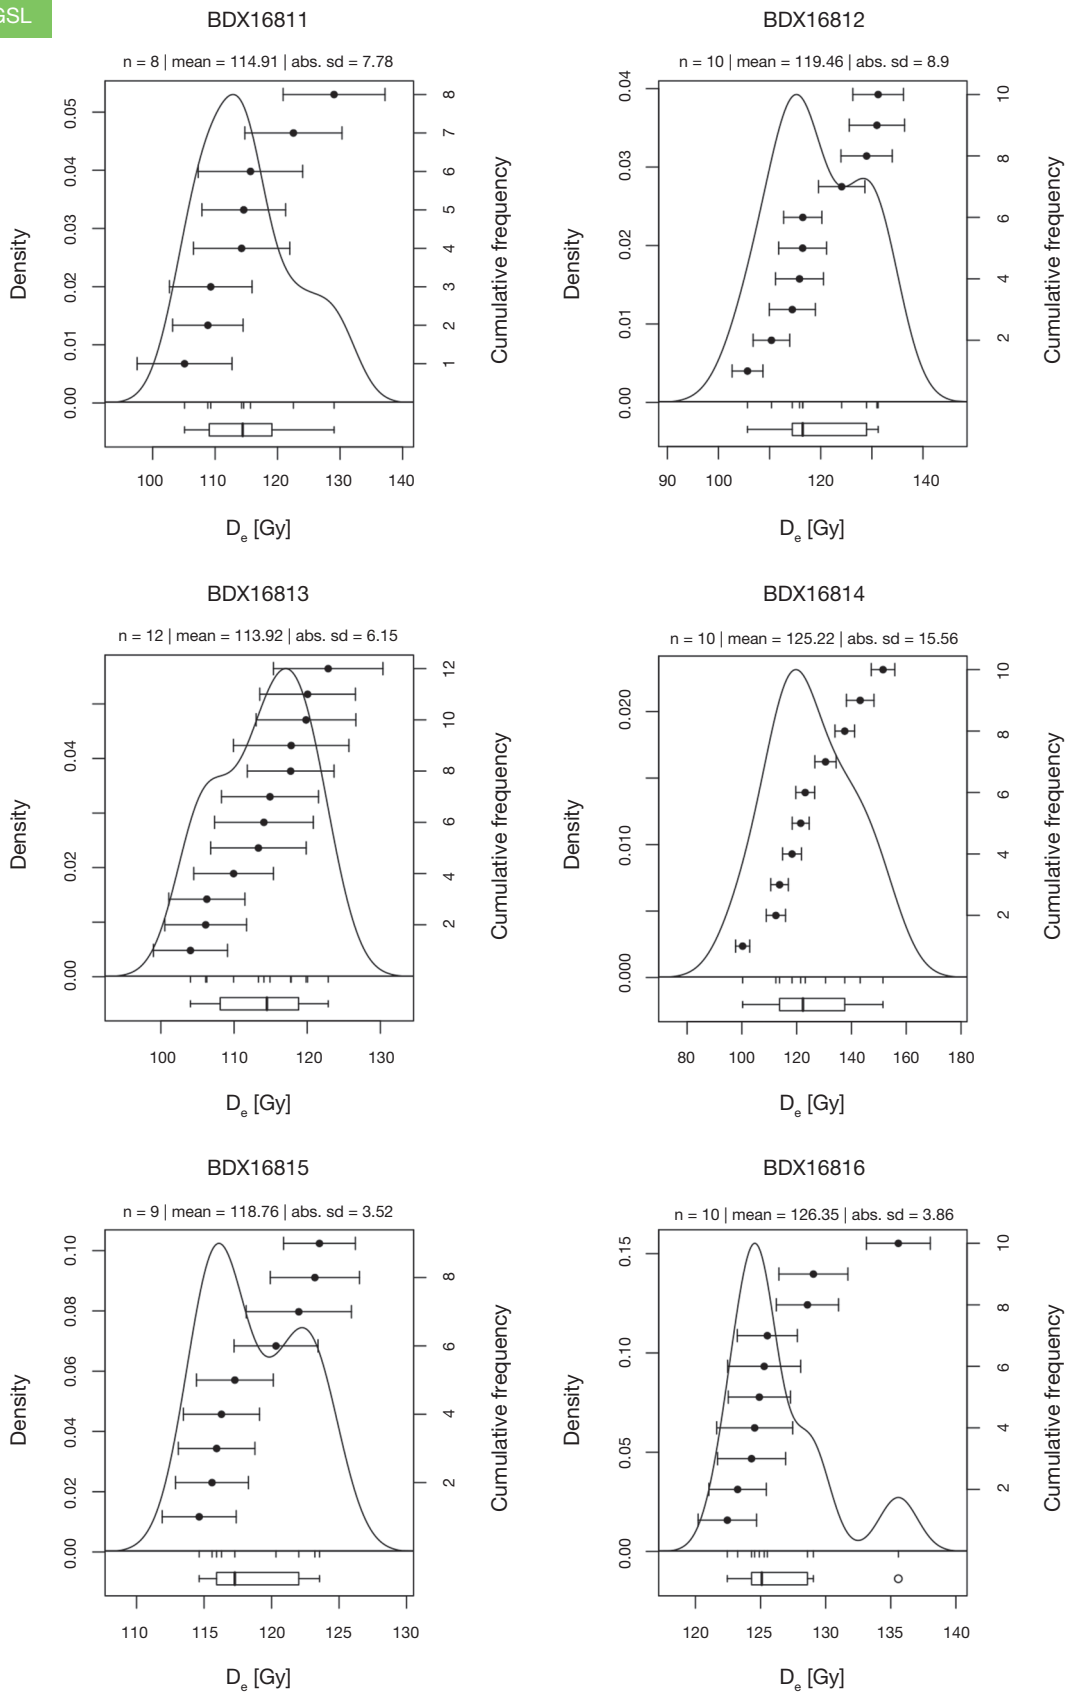 GSL
BDX16811
n = 8 | mean = 114.91 | abs. sd = 7.78
Density
0.00 0.01 0.02 0.03 0.04 0.05
1 2 3 4 5 6 7 8
Cumulative frequency
100 110 120 130 140
De [Gy]
BDX16812
n = 10 | mean = 119.46 | abs. sd = 8.9
Density
0.00 0.01 0.02 0.03 0.04
2 4 6 8 10
Cumulative frequency
90 100 120 140
De [Gy]
BDX16813
n = 12 | mean = 113.92 | abs. sd = 6.15
Density
0.00 0.02 0.04
2 4 6 8 10 12
Cumulative frequency
100 110 120 130
De [Gy]
BDX16814
n = 10 | mean = 125.22 | abs. sd = 15.56
Density
0.000 0.010 0.020
2 4 6 8 10
Cumulative frequency
80 100 120 140 160 180
De [Gy]
BDX16815
n = 9 | mean = 118.76 | abs. sd = 3.52
Density
0.00 0.02 0.04 0.06 0.08 0.10
2 4 6 8
Cumulative frequency
110 115 120 125 130
De [Gy]
BDX16816
n = 10 | mean = 126.35 | abs. sd = 3.86
Density
0.00 0.05 0.10 0.15
2 4 6 8 10
Cumulative frequency
120 125 130 135 140
De [Gy]